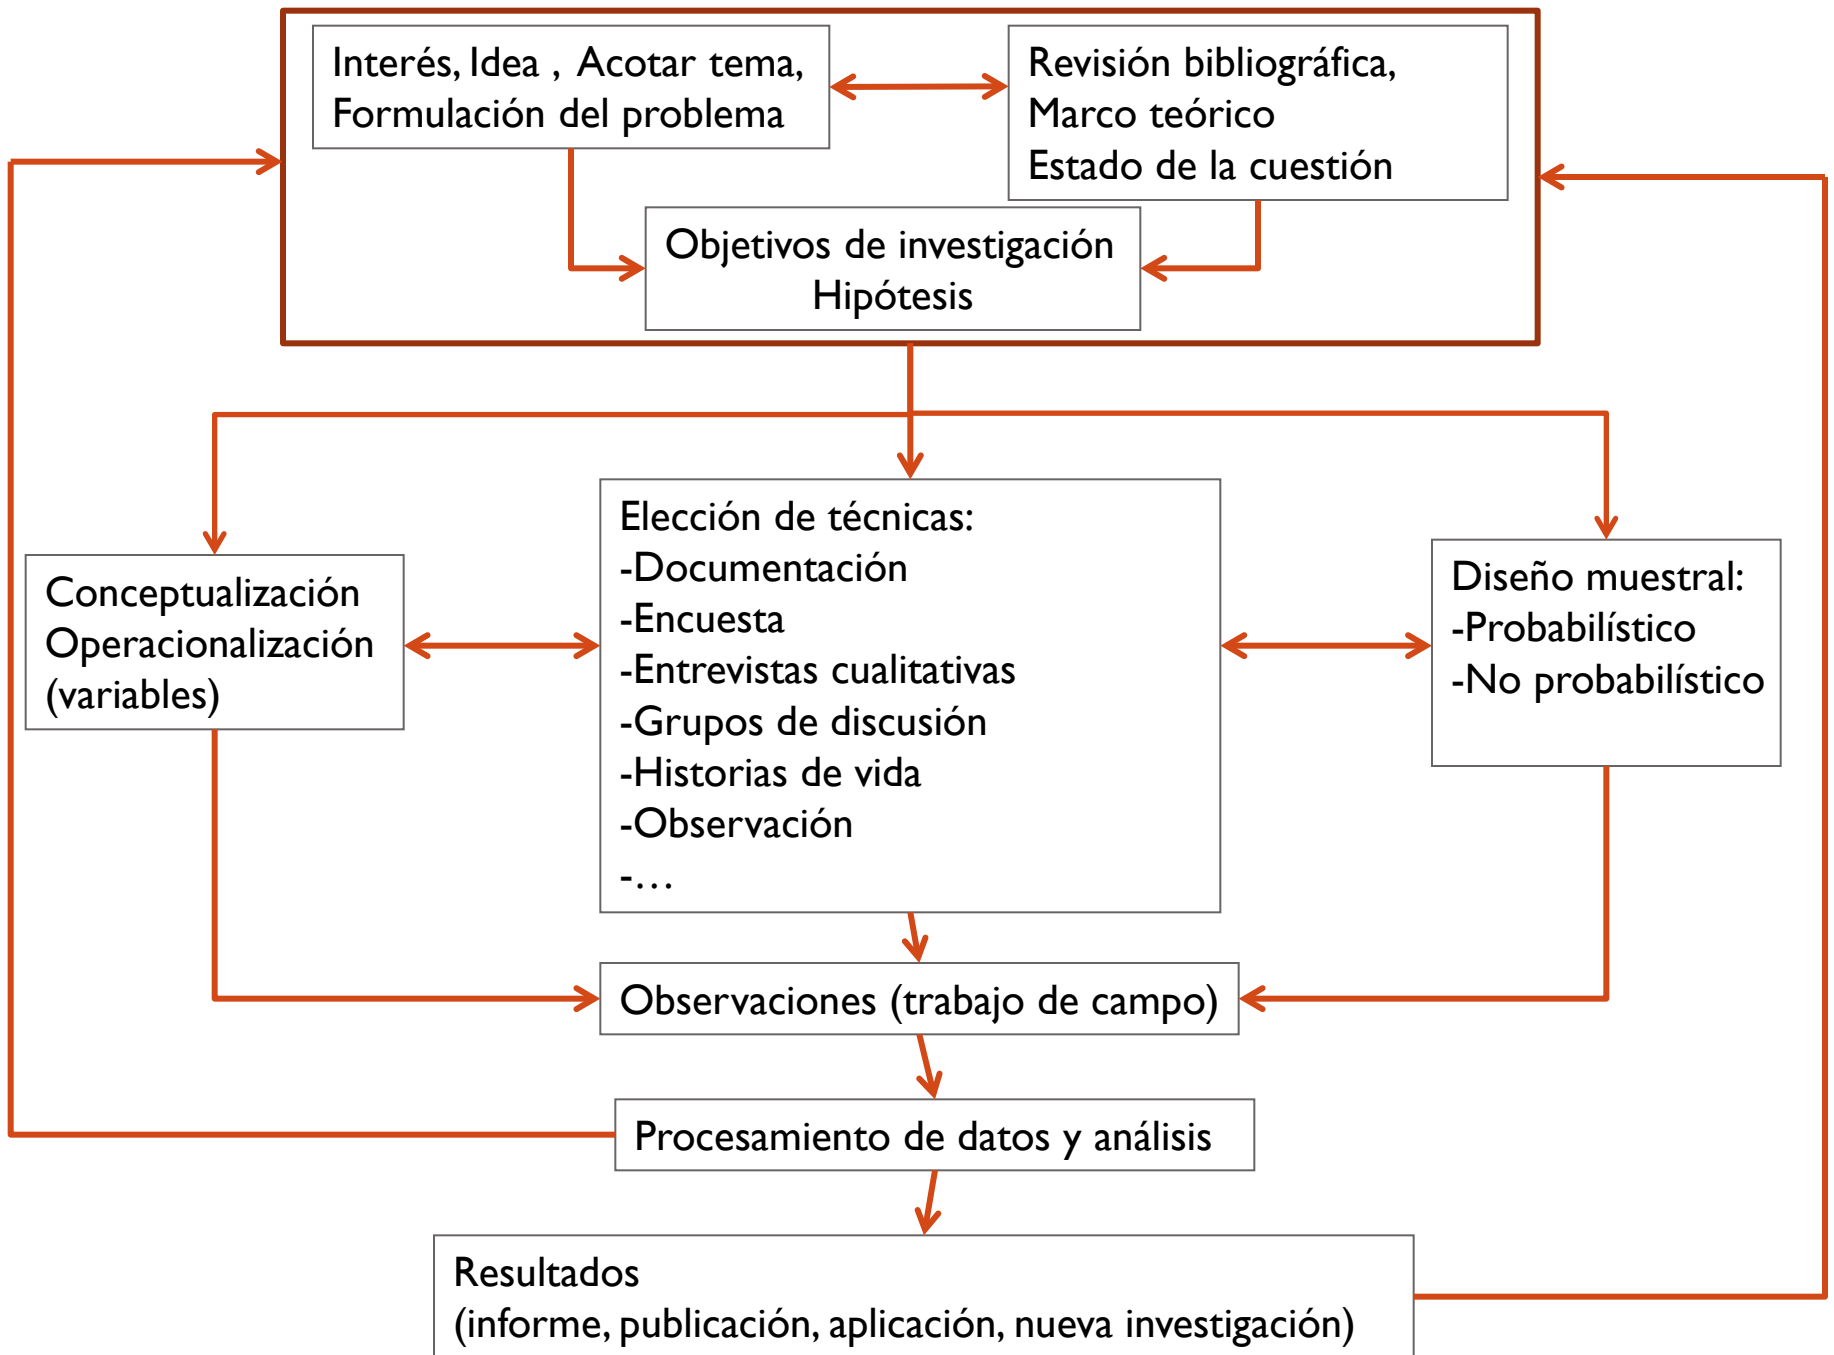 Interés, Idea , Acotar tema,
Formulación del problema
Revisión bibliográfica,
Marco teórico
Estado de la cuestión
Objetivos de investigación
Hipótesis
Conceptualización
Operacionalización
(variables)
Elección de técnicas:
-Documentación
-Encuesta
-Entrevistas cualitativas
-Grupos de discusión
-Historias de vida
-Observación
-…
Diseño muestral:
-Probabilístico
-No probabilístico
Observaciones (trabajo de campo)
Procesamiento de datos y análisis
Resultados
(informe, publicación, aplicación, nueva investigación)